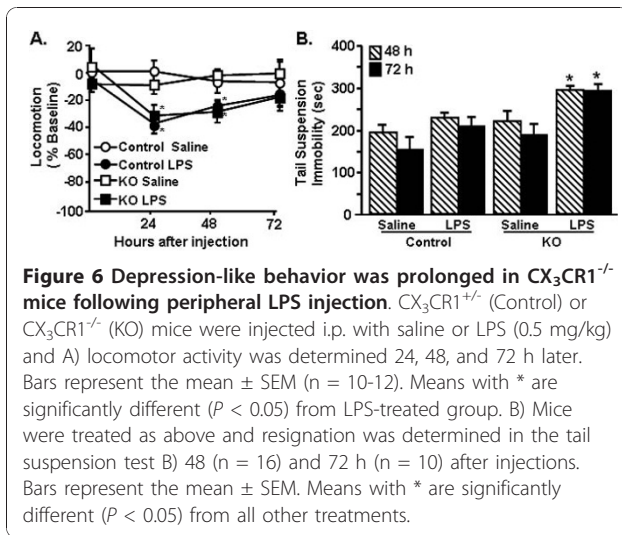 A.
20
0
-20
-40
-60
-80
-100
Locomotion
(% Baseline)
*
*
*
*
Control Saline
Control LPS
KO Saline
KO LPS
24
48
72
Hours after injection
B.
400
300
200
100
0
Tail Suspension
Immobility (sec)
48 h
72 h
* *
Saline LPS Saline LPS
Control KO
Figure 6 Depression-like behavior was prolonged in CX₃CR1⁻/⁻
mice following peripheral LPS injection. CX₃CR1⁺/⁻ (Control) or
CX₃CR1⁻/⁻ (KO) mice were injected i.p. with saline or LPS (0.5 mg/kg)
and A) locomotor activity was determined 24, 48, and 72 h later.
Bars represent the mean ± SEM (n = 10-12). Means with * are
significantly different (P < 0.05) from LPS-treated group. B) Mice
were treated as above and resignation was determined in the tail
suspension test B) 48 (n = 16) and 72 h (n = 10) after injections.
Bars represent the mean ± SEM. Means with * are significantly
different (P < 0.05) from all other treatments.